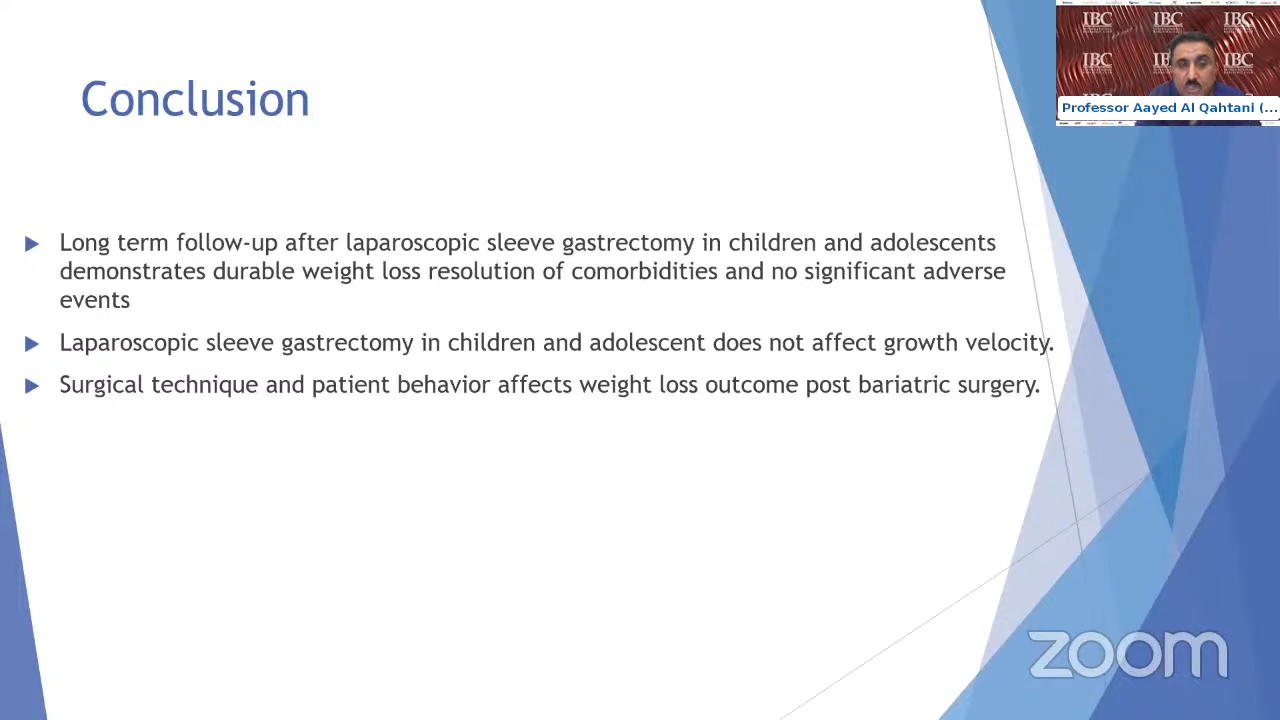 Conclusion
Long term follow-up after laparoscopic sleeve gastrectomy in children and adolescents
demonstrates durable weight loss resolution of comorbidities and no significant adverse
events
Laparoscopic sleeve gastrectomy in children and adolescent does not affect growth velocity.
Surgical technique and patient behavior affects weight loss outcome post bariatric surgery.
IBC IBC IBC
IBC IBC IBC
Professor Aayed Al Qahtani (...
zoom